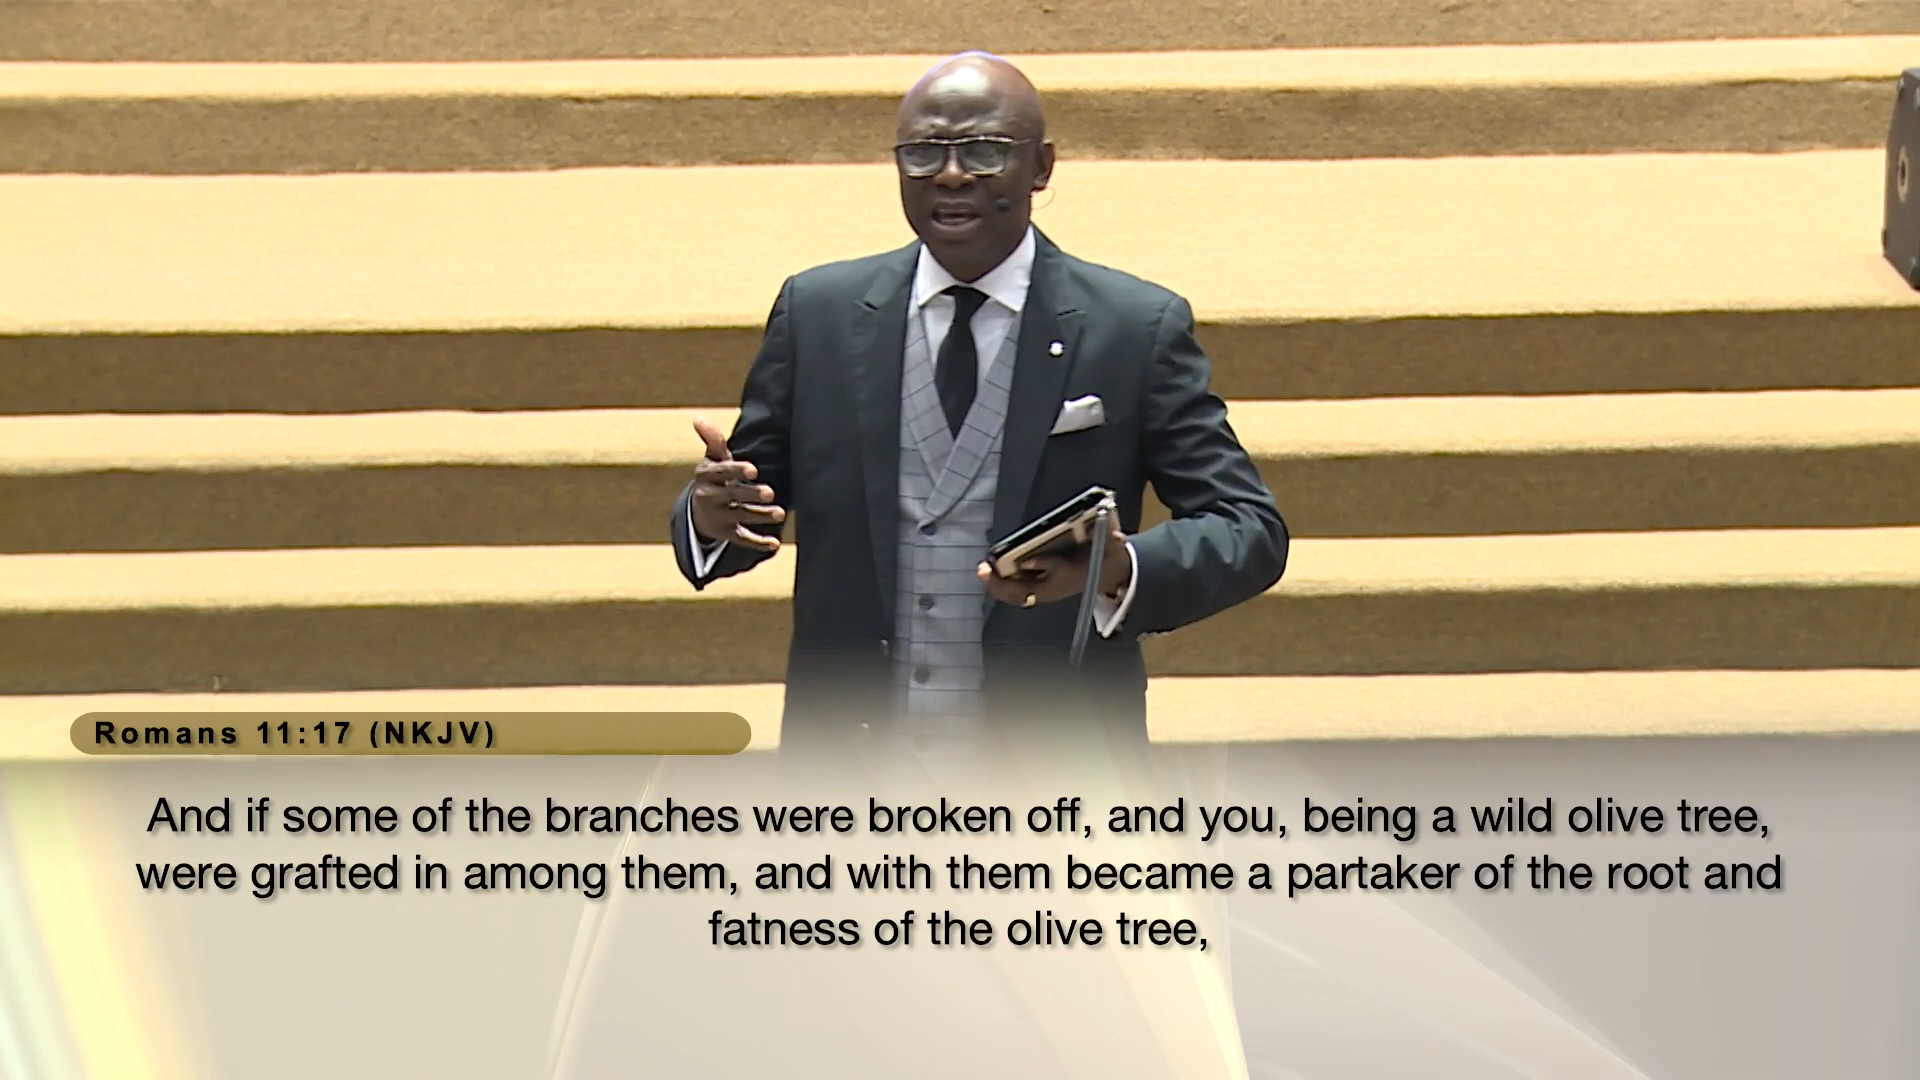 Romans 11:17 (NKJV)
And if some of the branches were broken off, and you, being a wild olive tree,
were grafted in among them, and with them became a partaker of the root and
fatness of the olive tree,